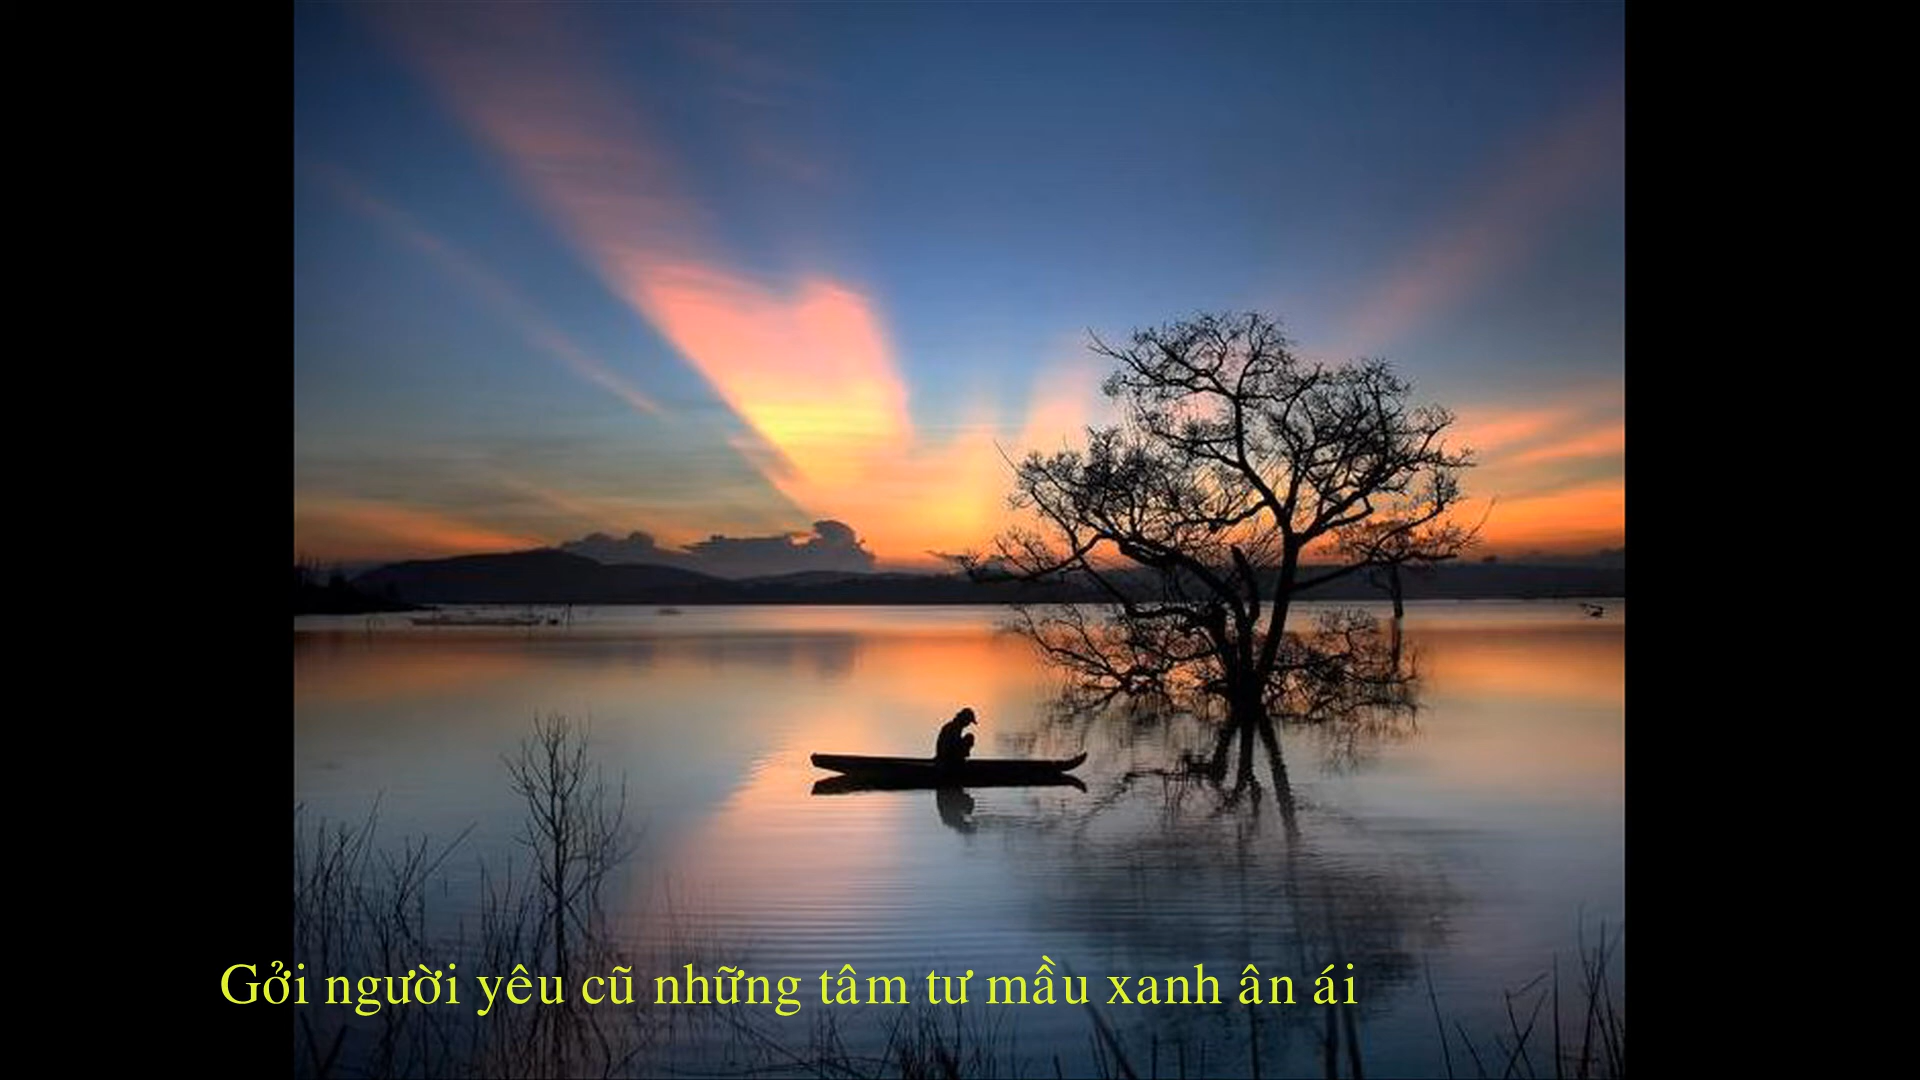 Gởi người yêu cũ những tâm tư mầu xanh ân ái